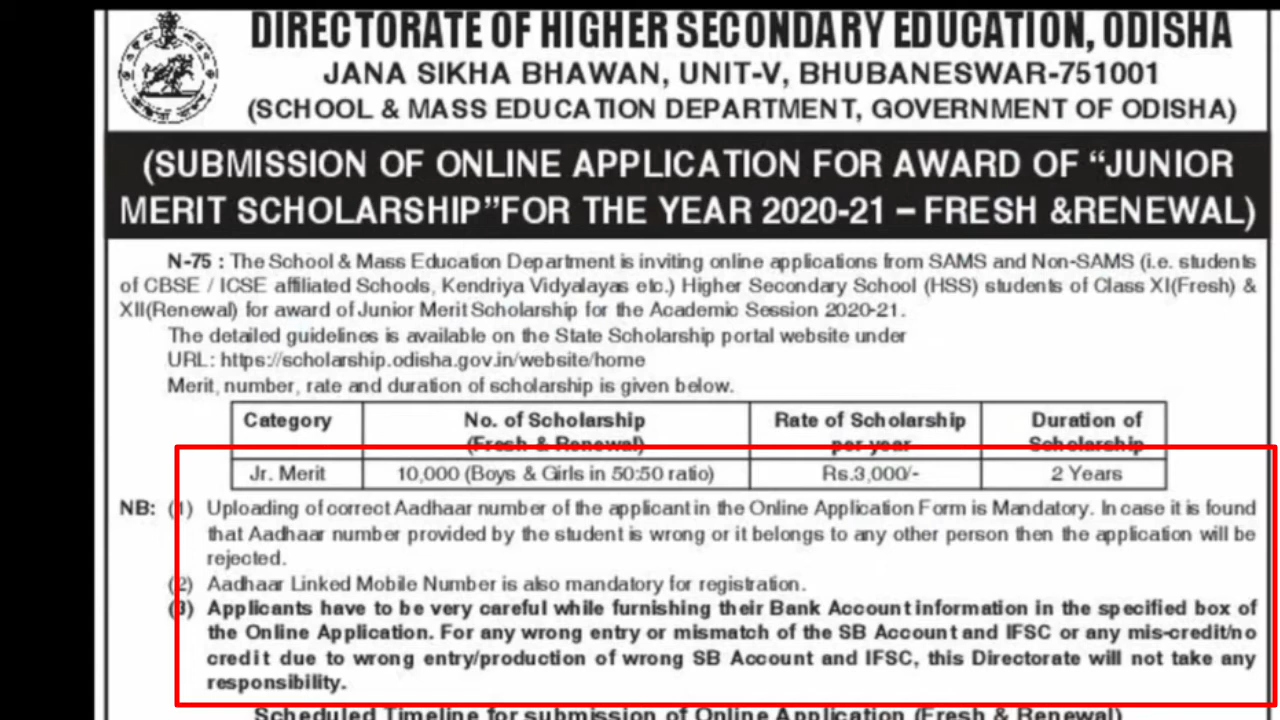 DIRECTORATE OF HIGHER SECONDARY EDUCATION, ODISHA
JANA SIKHA BHAWAN, UNIT-V, BHUBANESWAR-751001
(SCHOOL & MASS EDUCATION DEPARTMENT, GOVERNMENT OF ODISHA)
(SUBMISSION OF ONLINE APPLICATION FOR AWARD OF “JUNIOR
MERIT SCHOLARSHIP”FOR THE YEAR 2020-21 – FRESH &RENEWAL)
N-75 : The School & Mass Education Department is inviting online applications from SAMS and Non-SAMS (i.e. students
of CBSE / ICSE affiliated Schools, Kendriya Vidyalayas etc.) Higher Secondary School (HSS) students of Class XI(Fresh) &
XII(Renewal) for award of Junior Merit Scholarship for the Academic Session 2020-21.
The detailed guidelines is available on the State Scholarship portal website under
URL: https://scholarship.odisha.gov.in/website/home
Merit, number, rate and duration of scholarship is given below.
Category No. of Scholarship Rate of Scholarship Duration of
(Fresh & Renewal) per year Scholarship
Jr. Merit 10,000 (Boys & Girls in 50:50 ratio) Rs.3,000/- 2 Years
NB: (1) Uploading of correct Aadhaar number of the applicant in the Online Application Form is Mandatory. In case it is found
that Aadhaar number provided by the student is wrong or it belongs to any other person then the application will be
rejected.
(2) Aadhaar Linked Mobile Number is also mandatory for registration.
(3) Applicants have to be very careful while furnishing their Bank Account information in the specified box of
the Online Application. For any wrong entry or mismatch of the SB Account and IFSC or any mis-credit/no
credit due to wrong entry/production of wrong SB Account and IFSC, this Directorate will not take any
responsibility.
Scheduled Timeline for submission of Online Application (Fresh & Renewal)